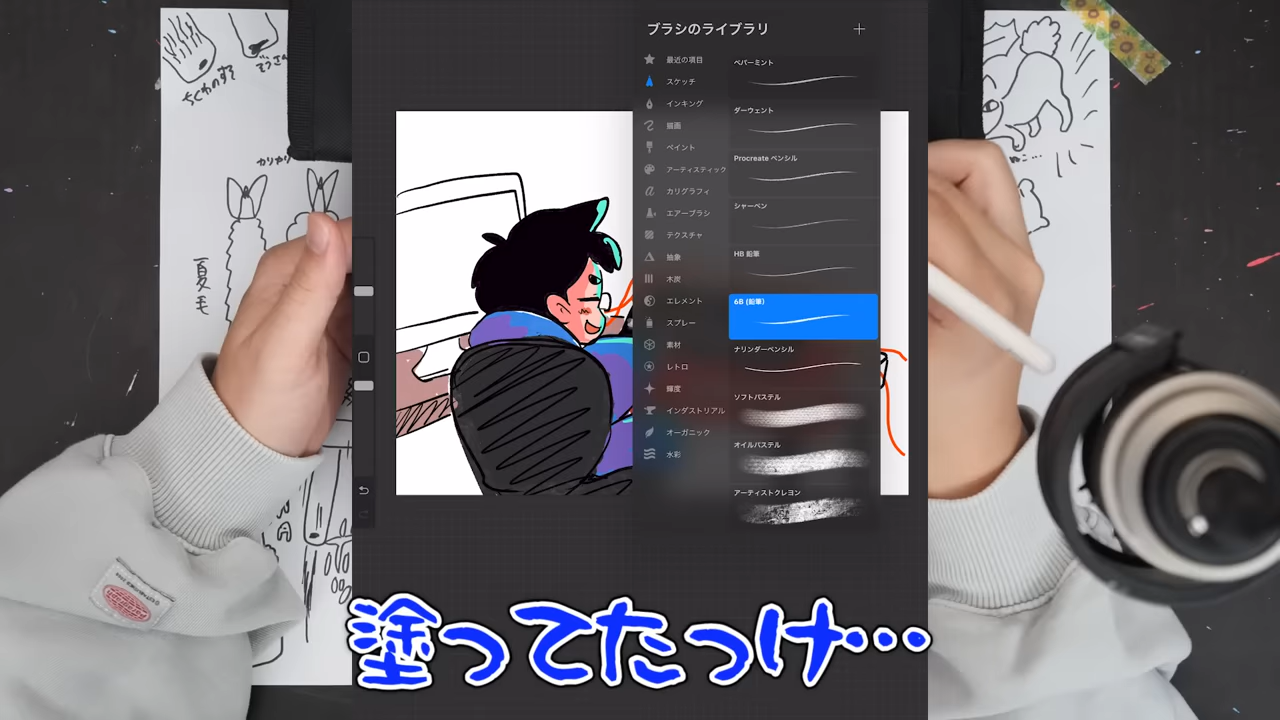 ちくわのすそ
ぞうさん
カリカリ
夏毛
ブラシのライブラリ
最近の項目
スケッチ
インキング
描画
ペイント
アーティスティック
カリグラフィ
エアーブラシ
テクスチャ
抽象
木炭
エレメント
スプレー
素材
レトロ
輝度
インダストリアル
オーガニック
水彩
ペパーミント
ダーウェント
Procreate ペンシル
シャーペン
HB 鉛筆
6B (鉛筆)
ナリンダーペンシル
ソフトパステル
オイルパステル
アーティストクレヨン
塗ってたっけ…